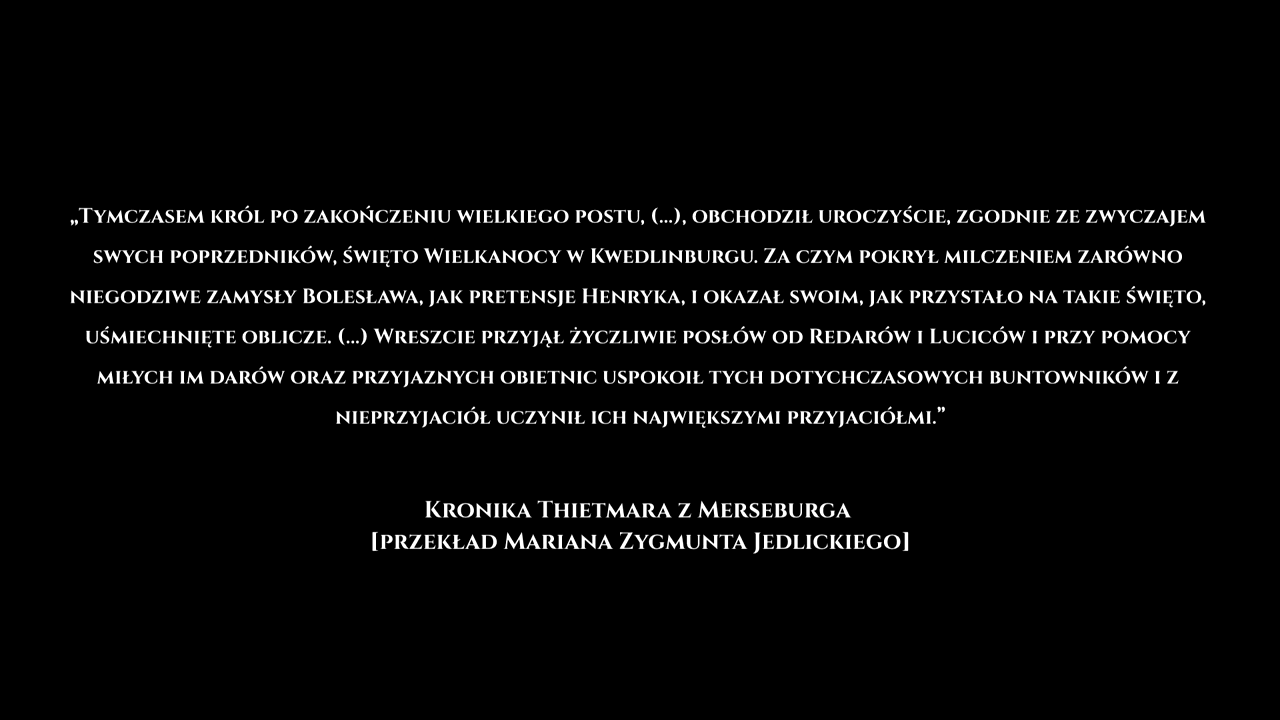 „Tymczasem król po zakończeniu wielkiego postu, (...), obchodził uroczyście, zgodnie ze zwyczajem
swych poprzedników, święto Wielkanocy w Kwedlinburgu. Za czym pokrył milczeniem zarówno
niegodziwe zamysły Bolesława, jak pretensje Henryka, i okazał swoim, jak przystało na takie święto,
uśmiechnięte oblicze. (...) Wreszcie przyjął życzliwie posłów od Redarów i Luciców i przy pomocy
miłych im darów oraz przyjaznych obietnic uspokoił tych dotychczasowych buntowników i z
nieprzyjaciół uczynił ich największymi przyjaciółmi.”
Kronika Thietmara z Merseburga
[przekład Mariana Zygmunta Jedlickiego]